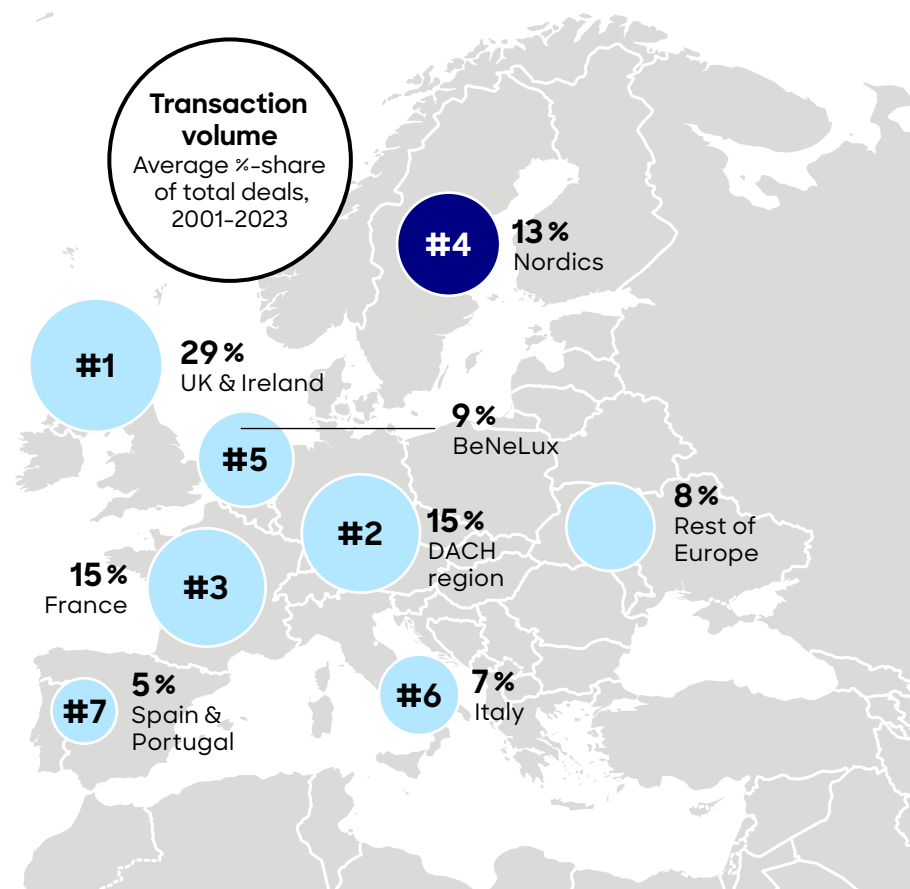 Transaction
volume
Average %-share
of total deals,
2001–2023
#4
13 %
Nordics
#1
29 %
UK & Ireland
#5
9 %
BeNeLux
#2
15 %
DACH
region
8 %
Rest of
Europe
#3
15 %
France
#7
5 %
Spain &
Portugal
#6
7 %
Italy